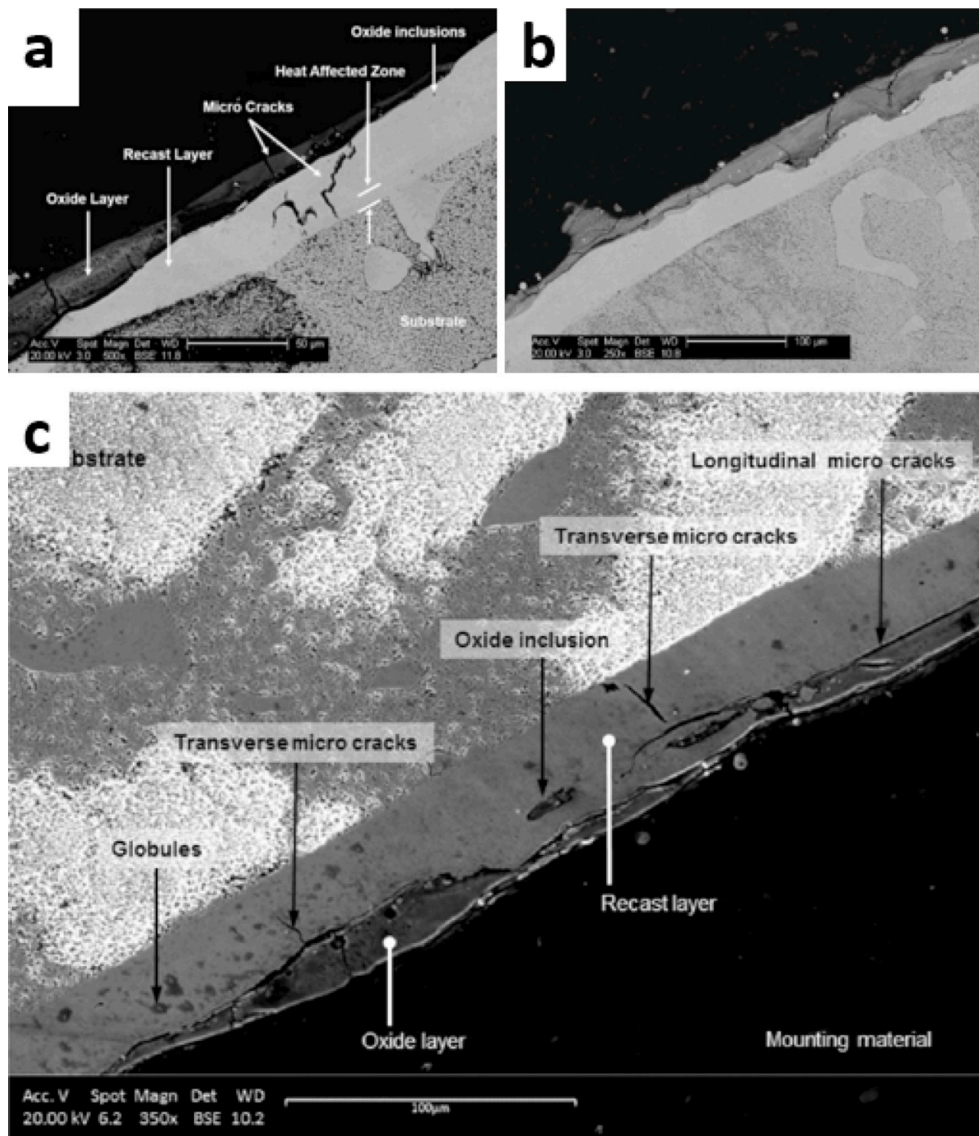 a
Oxide inclusions
Heat Affected Zone
Micro Cracks
Recast Layer
Oxide Layer
Substrate
Acc.V Spot Magn Det WD
20.00 kV 3.0 500x BSE 11.8
50 µm
b
Acc.V Spot Magn Det WD
20.00 kV 3.0 250x BSE 10.8
100 µm
c
bstrate
Longitudinal micro cracks
Transverse micro cracks
Oxide inclusion
Transverse micro cracks
Globules
Recast layer
Oxide layer
Mounting material
Acc. V Spot Magn Det WD
20.00 kV 6.2 350x BSE 10.2
100µm